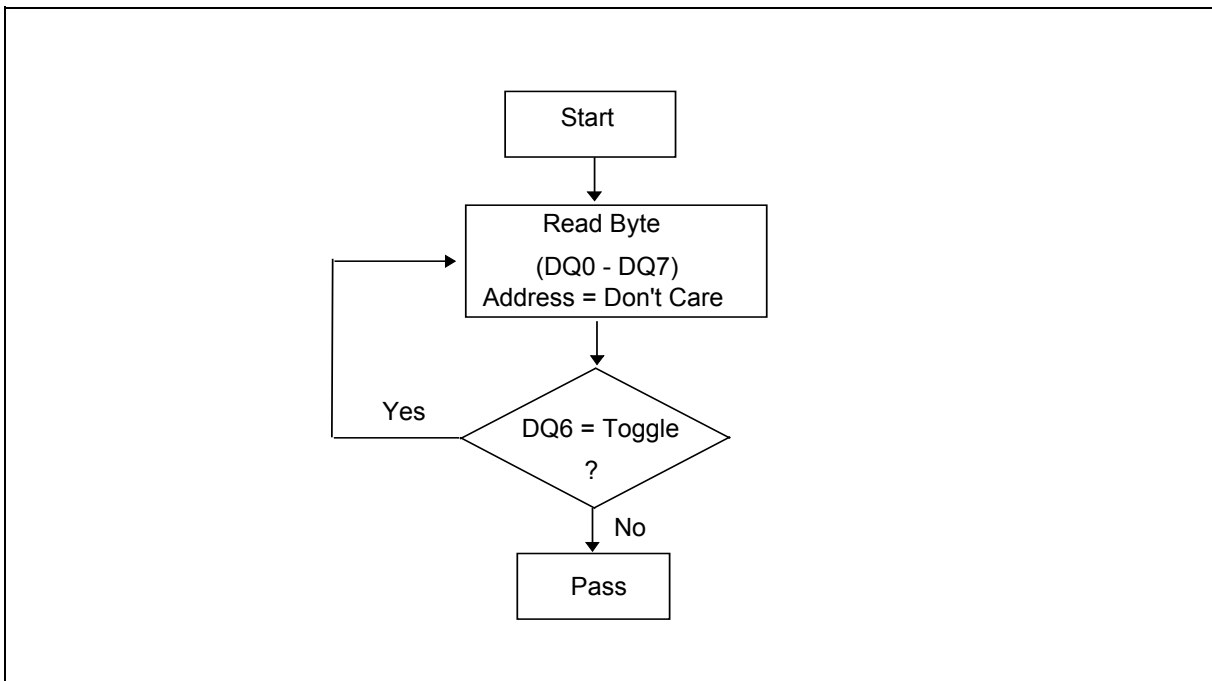 Start
Read Byte
(DQ0 - DQ7)
Address = Don't Care
Yes
DQ6 = Toggle
?
No
Pass